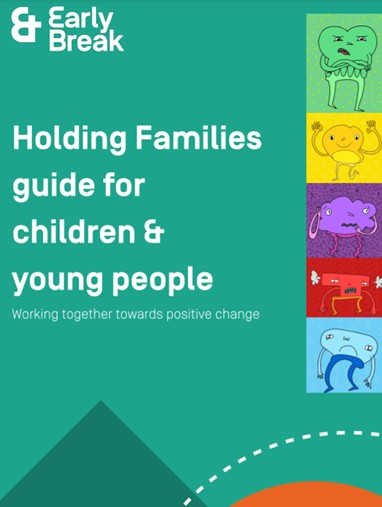 & Early
Break
Holding Families
guide for
children &
young people
Working together towards positive change